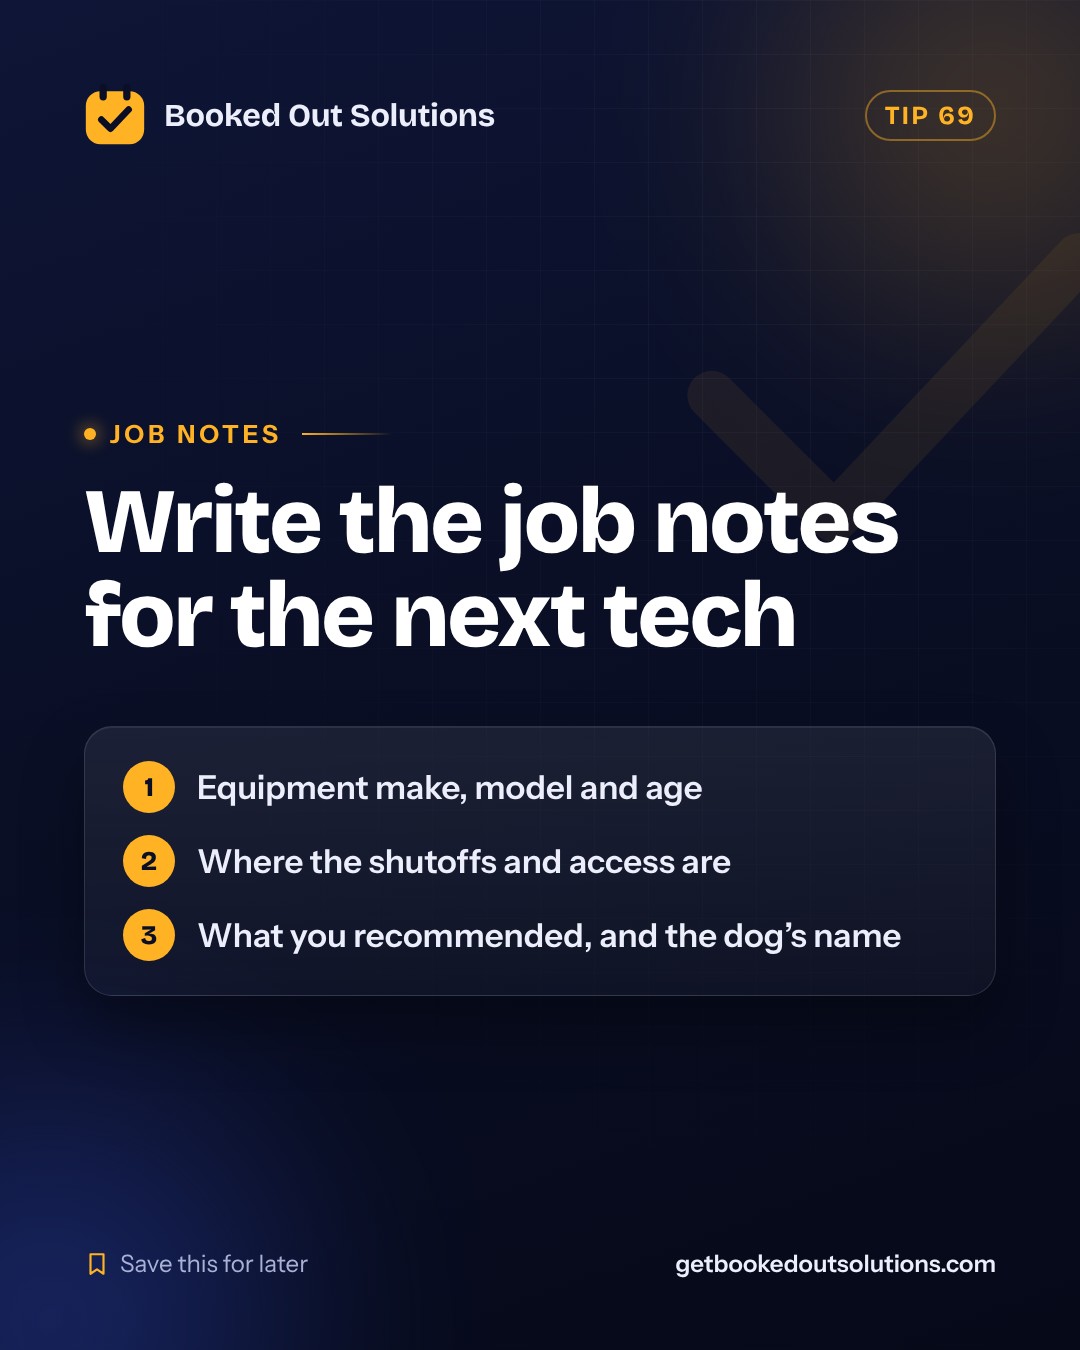 Booked Out Solutions
TIP 69
JOB NOTES
Write the job notes
for the next tech
1 Equipment make, model and age
2 Where the shutoffs and access are
3 What you recommended, and the dog’s name
Save this for later
getbookedoutsolutions.com